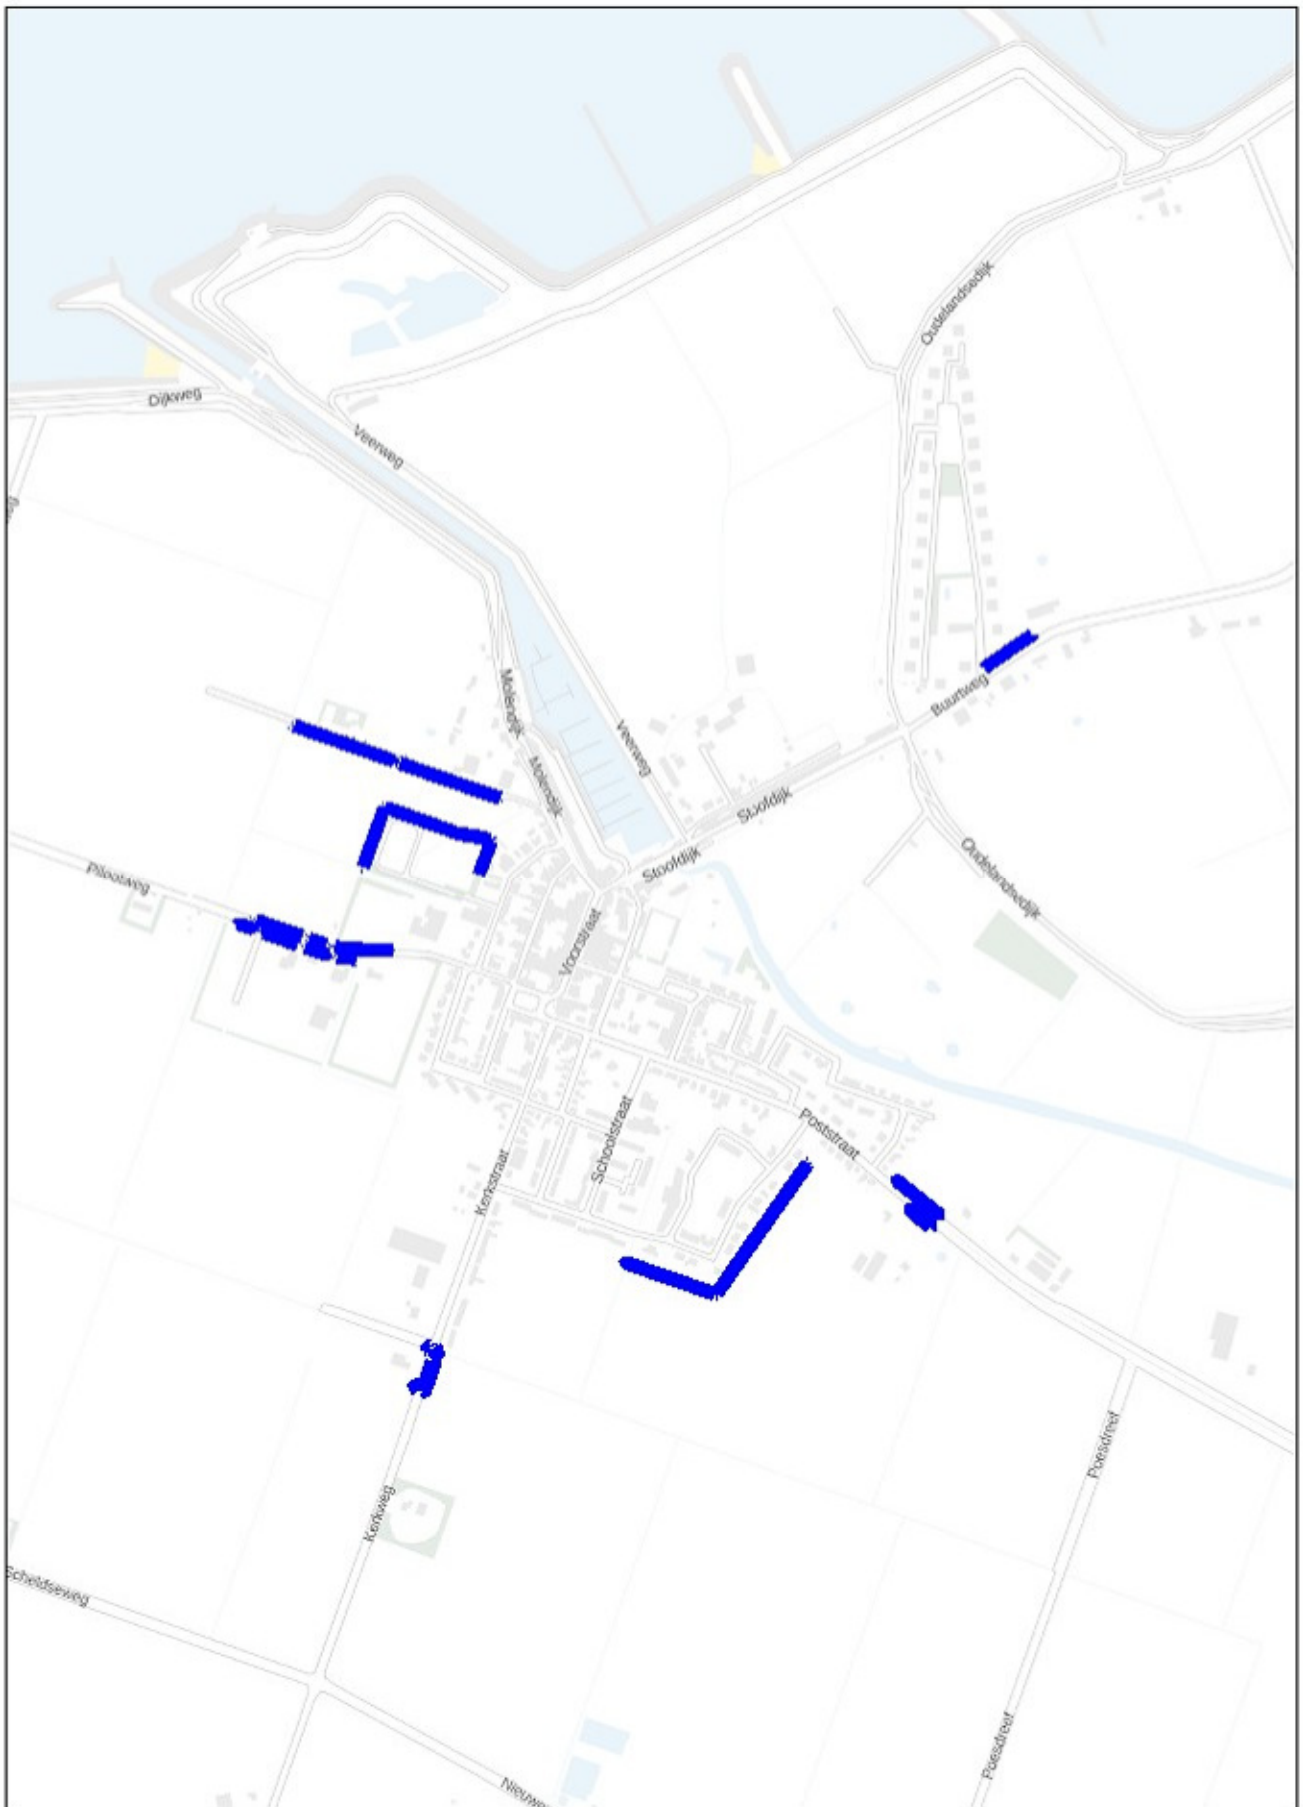 Oudelandsedijk
Dijkweg
Veerweg
Molendijk
Veerweg
Buurtweg
Molendijk
Stoofdijk
Stoofdijk
Oudelandsedijk
Pilootweg
Voorstraat
Poststraat
Schoolstraat
Kerkstraat
Poesdreef
Kerkweg
Scheldseweg
Poesdreef
Nieuwe